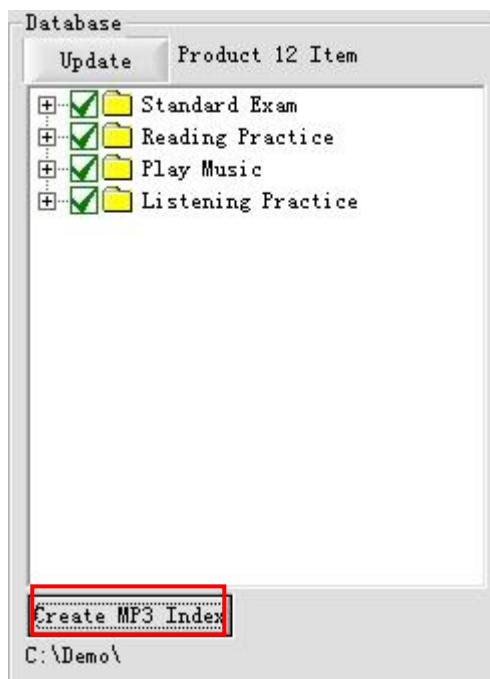 Database
Update Product 12 Item
Standard Exam
Reading Practice
Play Music
Listening Practice
Create MP3 Index
C:\Demo\